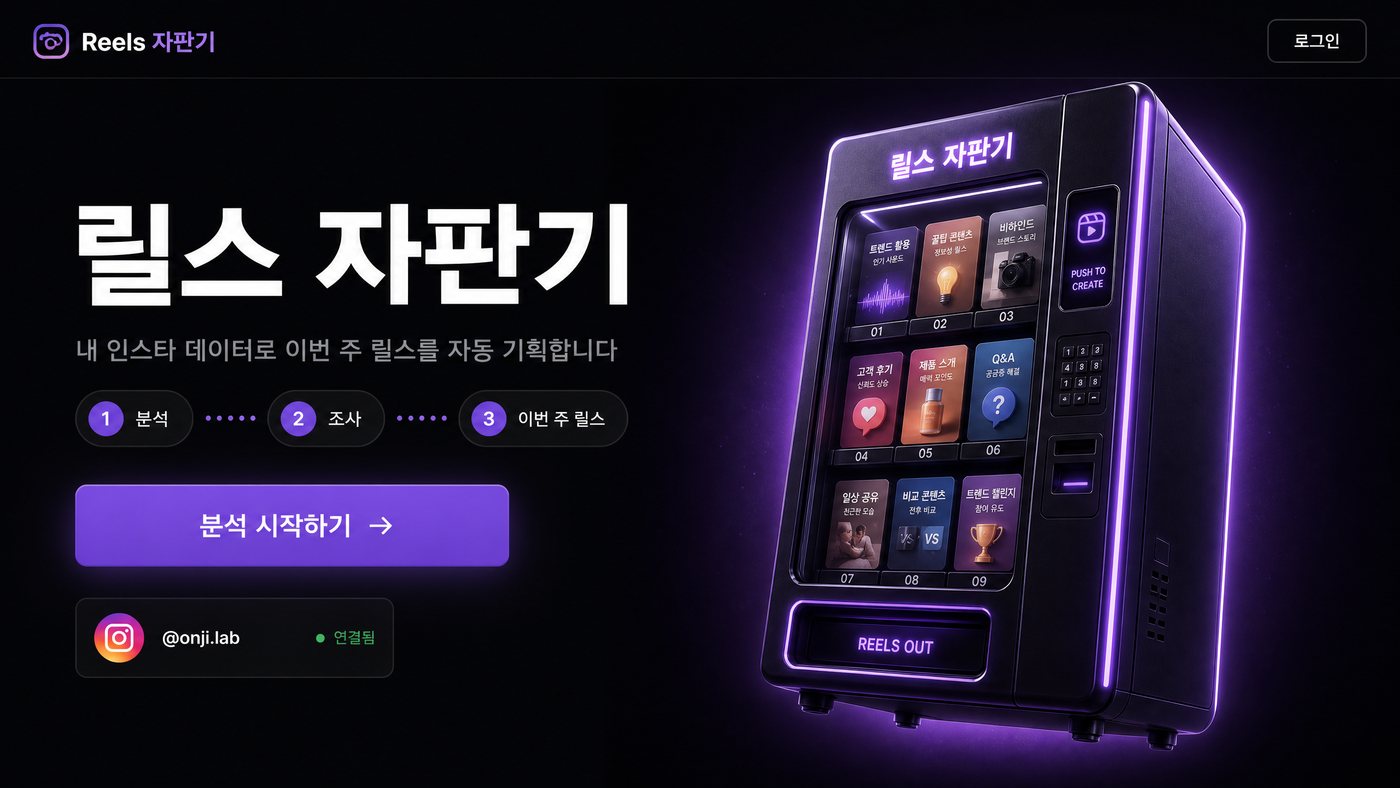 Reels 자판기
로그인
릴스 자판기
내 인스타 데이터로 이번 주 릴스를 자동 기획합니다
1 분석
2 조사
3 이번 주 릴스
분석 시작하기 →
@onji.lab
연결됨
릴스 자판기
트렌드 활용
인기 사운드
01
꿀팁 콘텐츠
정보성 릴스
02
비하인드
브랜드 스토리
03
고객 후기
신뢰도 상승
04
제품 스개
매력 포인트
05
Q&A
궁금증 해결
?
06
일상 공유
친근한 모습
07
비교 콘텐츠
전후 비교
VS VS
08
트렌드 챌린지
참여 유도
09
PUSH TO
CREATE
REELS OUT